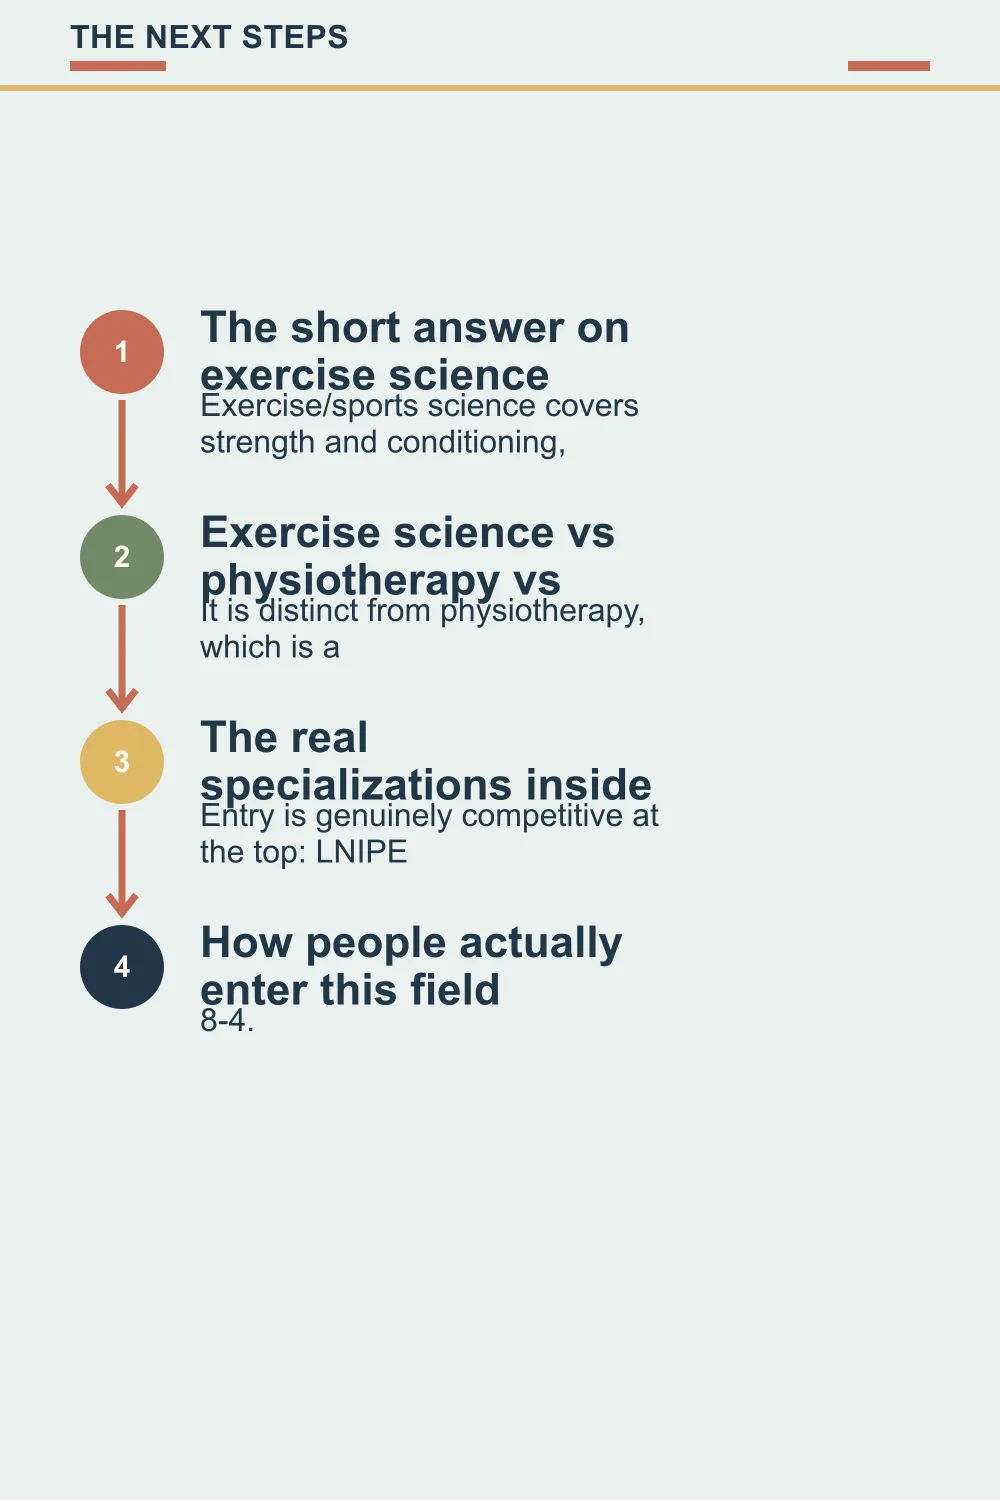 THE NEXT STEPS
1
The short answer on
exercise science
Exercise/sports science covers
strength and conditioning,
2
Exercise science vs
physiotherapy vs
It is distinct from physiotherapy,
which is a
3
The real
specializations inside
Entry is genuinely competitive at
the top: LNIPE
4
How people actually
enter this field
8-4.